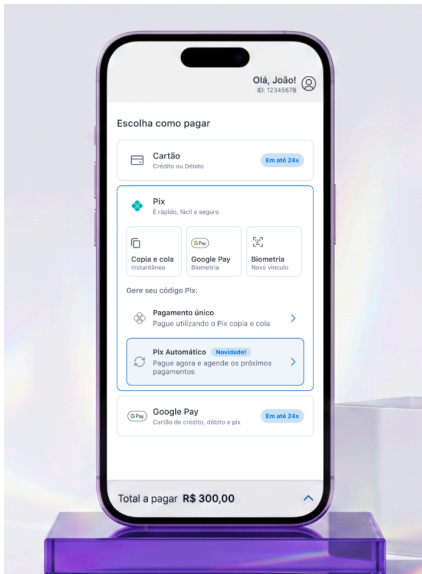 Olá, João!
ID: 12345678
Escolha como pagar
Cartão
Crédito ou Débito
Em até 24x
Pix
É rápido, fácil e seguro
G Pay
Copia e cola
Instantâneo
Google Pay
Biometria
Biometria
Novo vínculo
Gere seu código Pix:
Pagamento único
Pague utilizando o Pix copia e cola
Pix Automático Novidade!
Pague agora e agende os próximos
pagamentos
G Pay
Google Pay
Cartão de crédito, débito e pix
Em até 24x
Total a pagar R$ 300,00